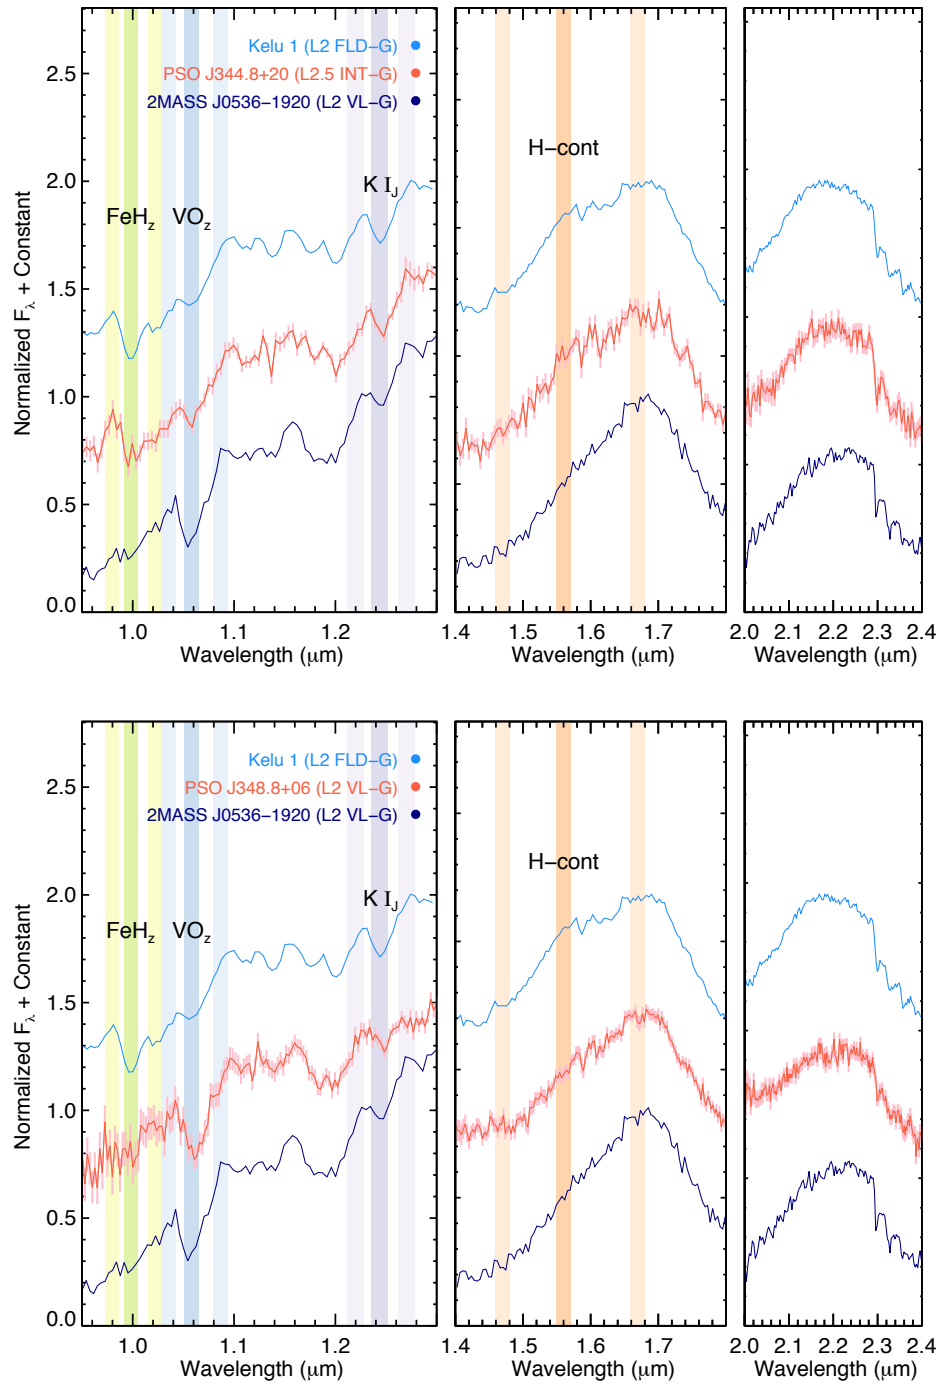 Kelu 1 (L2 FLD−G)
PSO J344.8+20 (L2.5 INT−G)
2MASS J0536−1920 (L2 VL−G)
FeHz
VOz
K IJ
H−cont
Normalized Fλ + Constant
2.5
2.0
1.5
1.0
0.5
0.0
1.0 1.1 1.2
1.4 1.5 1.6 1.7
2.0 2.1 2.2 2.3 2.4
Wavelength (μm)
Wavelength (μm)
Wavelength (μm)
Kelu 1 (L2 FLD−G)
PSO J348.8+06 (L2 VL−G)
2MASS J0536−1920 (L2 VL−G)
FeHz
VOz
K IJ
H−cont
Normalized Fλ + Constant
2.5
2.0
1.5
1.0
0.5
0.0
1.0 1.1 1.2
1.4 1.5 1.6 1.7
2.0 2.1 2.2 2.3 2.4
Wavelength (μm)
Wavelength (μm)
Wavelength (μm)